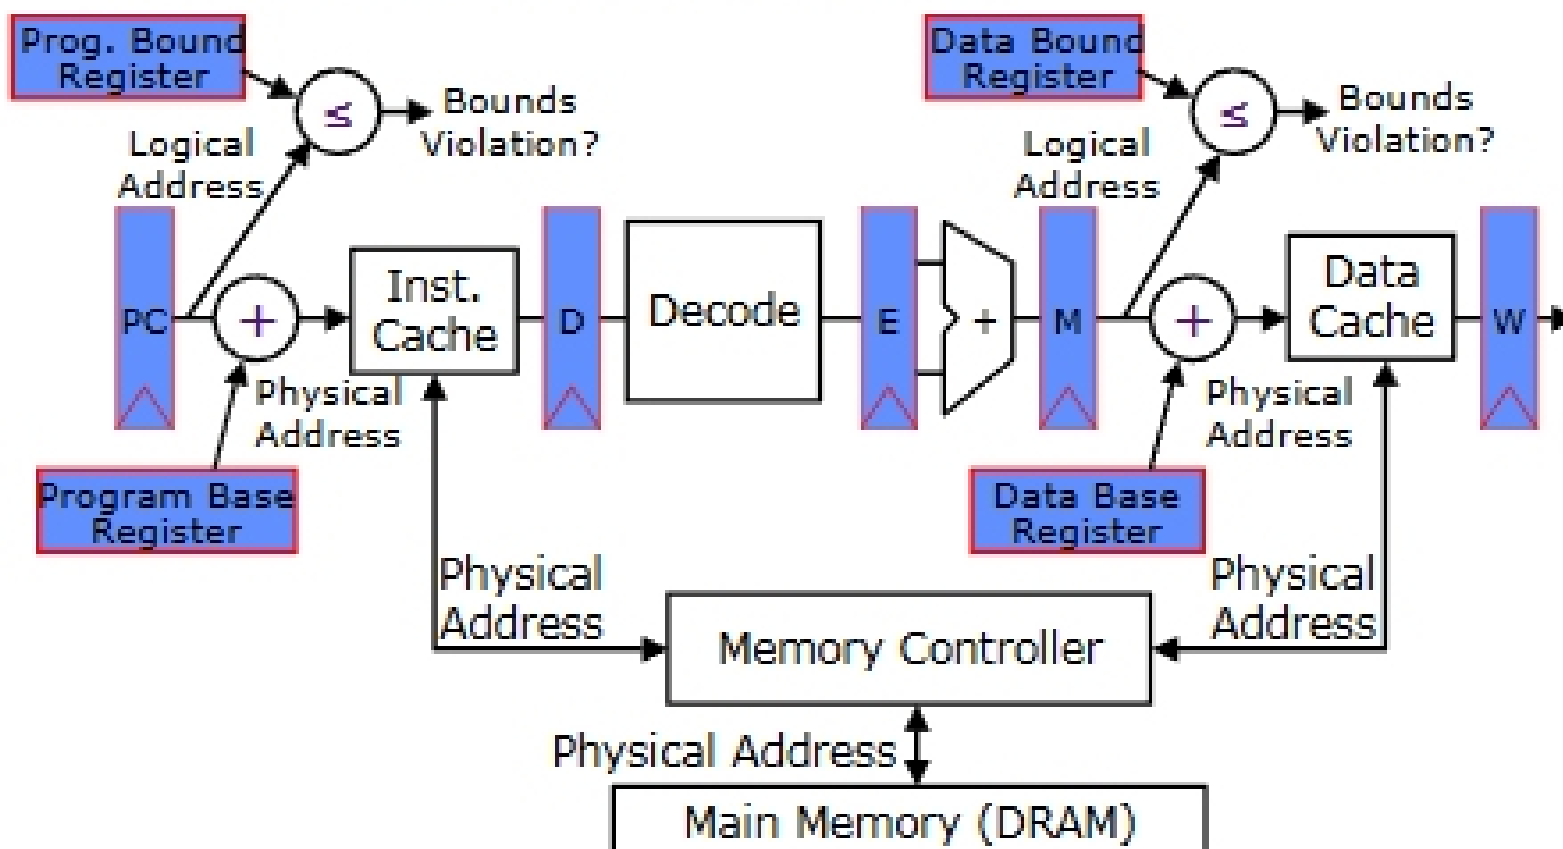 Prog. Bound
Register
≤
Bounds
Violation?
Logical
Address
Data Bound
Register
≤
Bounds
Violation?
Logical
Address
PC
+
Inst.
Cache
D
Decode
E
+
M
+
Data
Cache
W
Physical
Address
Physical
Address
Program Base
Register
Data Base
Register
Physical
Address
Memory Controller
Physical
Address
Physical Address
Main Memory (DRAM)